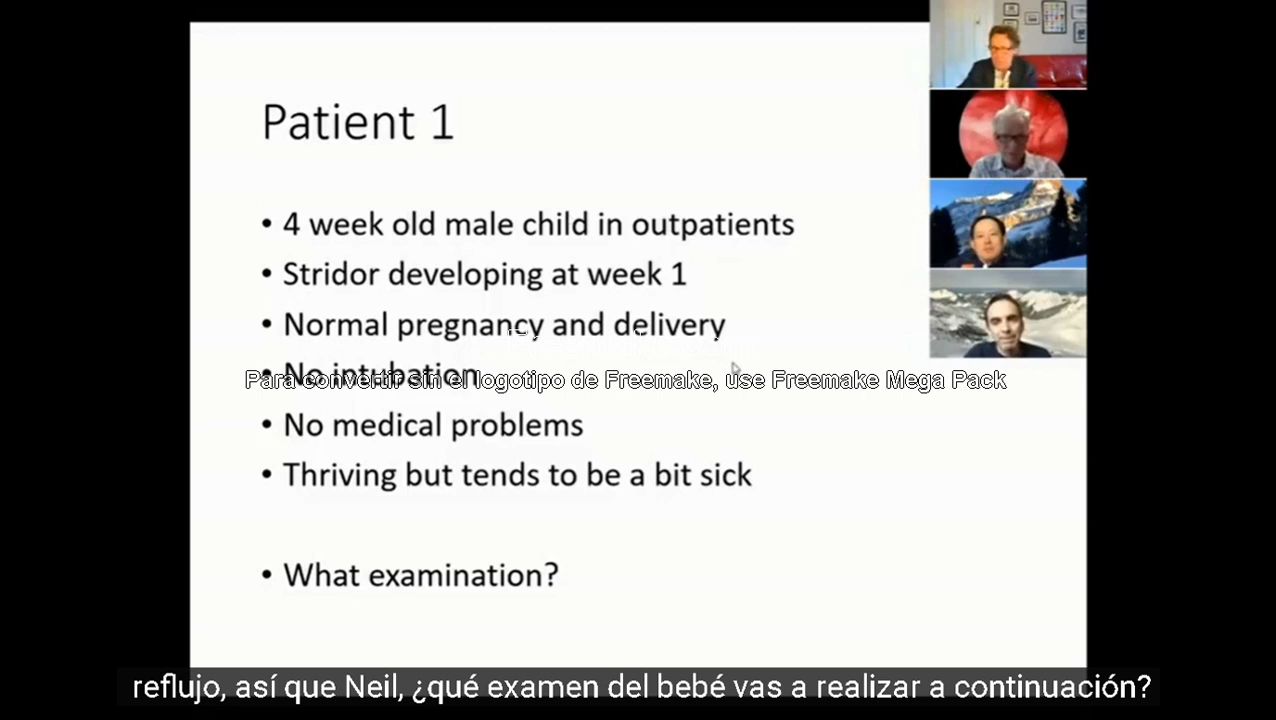 Patient 1
• 4 week old male child in outpatients
• Stridor developing at week 1
• Normal pregnancy and delivery
• No intubation
Para convertir sin el logotipo de Freemake, use Freemake Mega Pack
• No medical problems
• Thriving but tends to be a bit sick
• What examination?
reflujo, así que Neil, ¿qué examen del bebé vas a realizar a continuación?